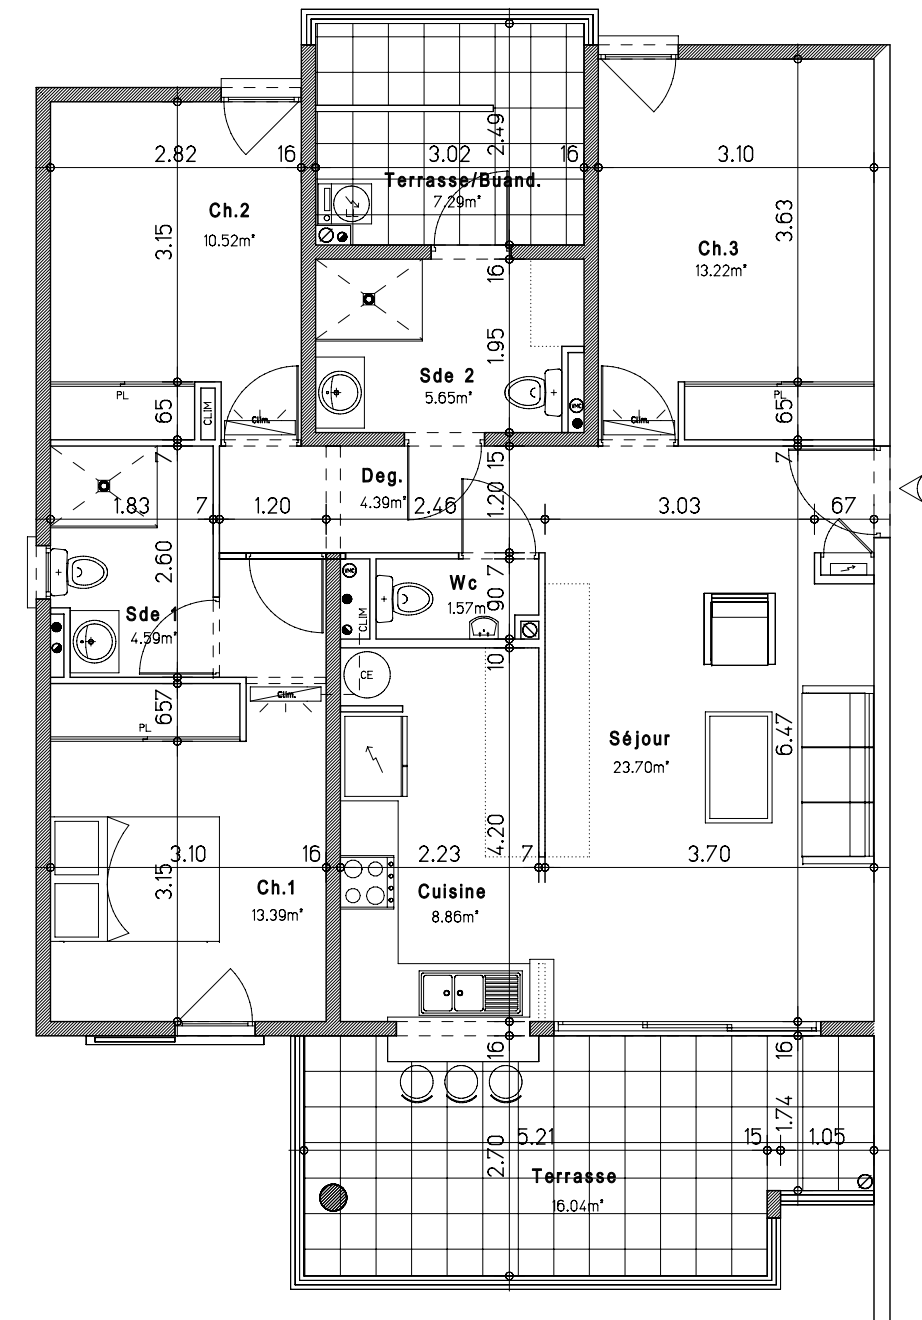 2.49
2.82
16
3.02
16
3.10
Terrasse/Buand.
7.29m²
Ch.2
10.52m²
3.15
3.63
Ch.3
13.22m²
16
1.95
Sde 2
5.65m²
PL
65
CLIM
Clim.
Clim.
PL
65
7
15
7
Deg.
4.39m²
1.83
7
1.20
2.46
1.20
3.03
67
2.60
VMC
VMC
Wc
1.57m²
7
90
CLIM
Sde 1
4.59m²
10
CE
Clim.
7
65
PL
Séjour
23.70m²
6.47
4.20
3.10
16
2.23
7
3.70
3.15
Ch.1
13.39m²
Cuisine
8.86m²
16
16
1.74
5.21
15
1.05
2.70
Terrasse
16.04m²